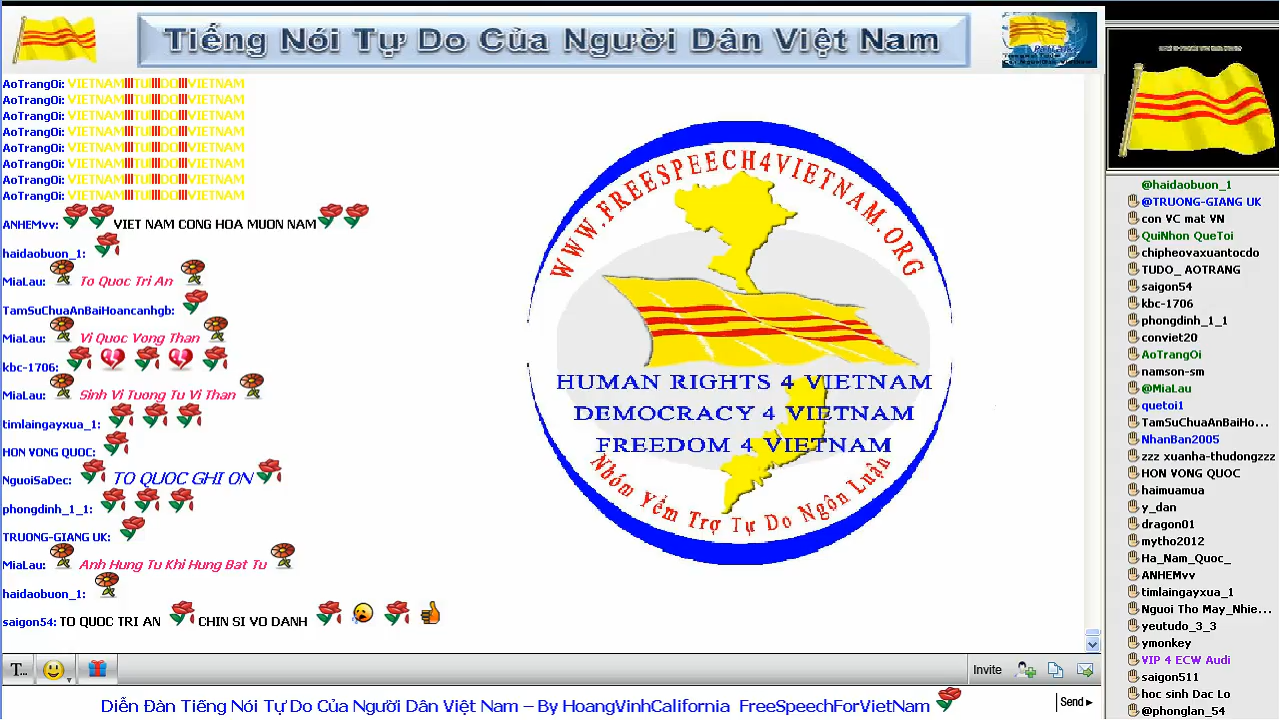 Tiếng Nói Tự Do Của Người Dân Việt Nam
AoTrangOi: VIETNAM|||TU|||DO|||VIETNAM
AoTrangOi: VIETNAM|||TU|||DO|||VIETNAM
AoTrangOi: VIETNAM|||TU|||DO|||VIETNAM
AoTrangOi: VIETNAM|||TU|||DO|||VIETNAM
AoTrangOi: VIETNAM|||TU|||DO|||VIETNAM
AoTrangOi: VIETNAM|||TU|||DO|||VIETNAM
AoTrangOi: VIETNAM|||TU|||DO|||VIETNAM
AoTrangOi: VIETNAM|||TU|||DO|||VIETNAM
ANHEMvv: VIET NAM CONG HOA MUON NAM
haidaobuon_1:
MiaLau: To Quoc Tri An
TamSuChuaAnBaiHoancanhgb:
MiaLau: Vi Quoc Vong Than
kbc-1706:
MiaLau: Sinh Vi Tuong Tu Vi Than
timlaingayxua_1:
HON VONG QUOC:
NguoiSaDec: TO QUOC GHI ON
phongdinh_1_1:
TRUONG-GIANG UK:
MiaLau: Anh Hung Tu Khi Hung Bat Tu
haidaobuon_1:
saigon54: TO QUOC TRI AN CHIN SI VO DANH
WWW.FREESPEECH4VIETNAM.ORG
HUMAN RIGHTS 4 VIETNAM
DEMOCRACY 4 VIETNAM
FREEDOM 4 VIETNAM
Nhóm Yểm Trợ Tự Do Ngôn Luận
@haidaobuon_1
@TRUONG-GIANG UK
con VC mat VN
QuiNhon QueToi
chipheovaxuantocdo
TUDO_ AOTRANG
saigon54
kbc-1706
phongdinh_1_1
conviet20
AoTrangOi
namson-sm
@MiaLau
quetoi1
TamSuChuaAnBaiHo...
NhanBan2005
zzz xuanha-thudongzzz
HON VONG QUOC
haimuamua
y_dan
dragon01
mytho2012
Ha_Nam_Quoc_
ANHEMvv
timlaingayxua_1
Nguoi Tho May_Nhie...
yeutudo_3_3
ymonkey
VIP 4 ECW Audi
saigon511
hoc sinh Dac Lo
@phonglan_54
T...
Invite
Diễn Đàn Tiếng Nói Tự Do Của Người Dân Việt Nam – By HoangVinhCalifornia FreeSpeechForVietNam
Send